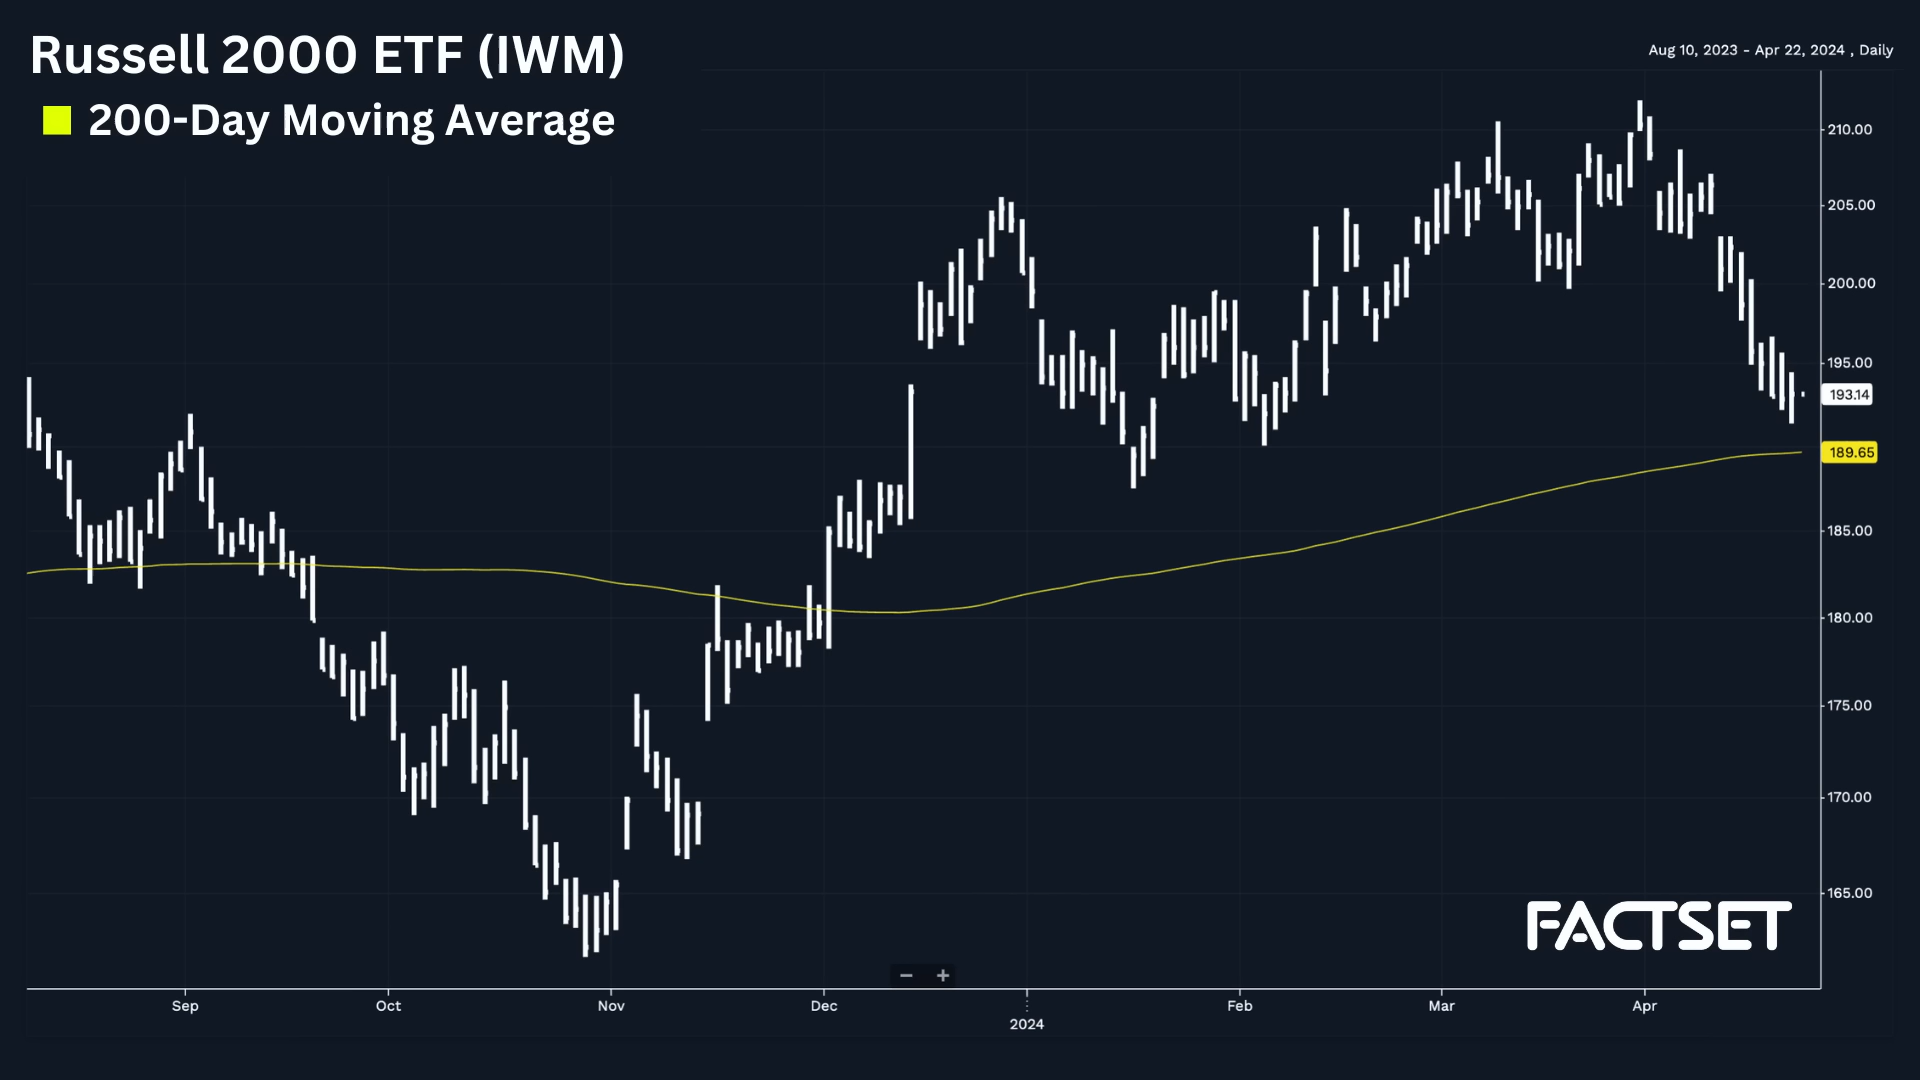 Russell 2000 ETF (IWM)
200-Day Moving Average
Aug 10, 2023 - Apr 22, 2024 , Daily
210.00
205.00
200.00
195.00
193.14
189.65
185.00
180.00
175.00
170.00
165.00
FACTSET
− +
Sep Oct Nov Dec Feb Mar Apr
2024